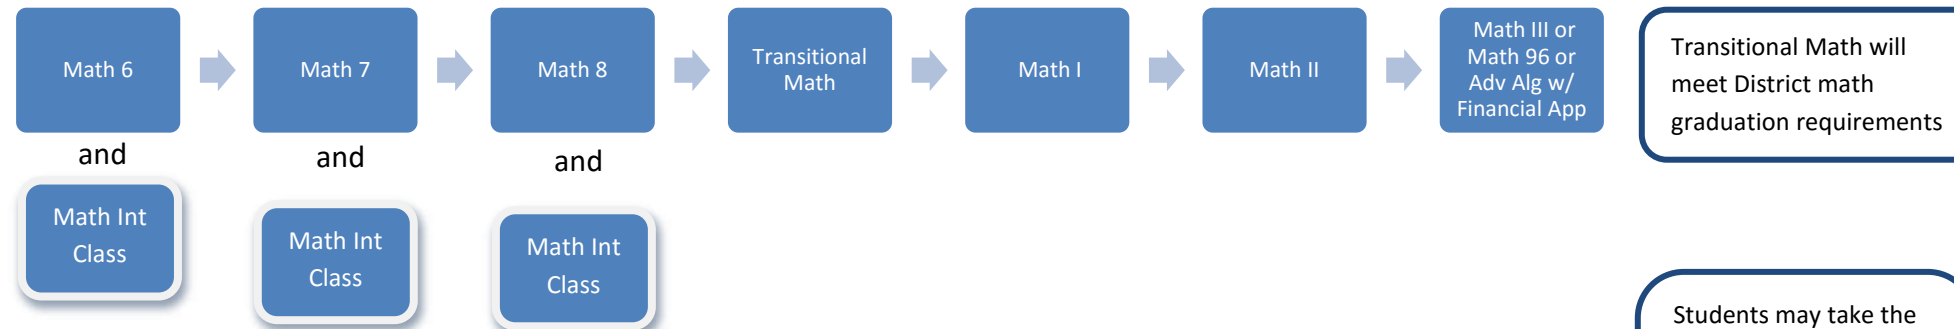 Math 6
Math 7
Math 8
Transitional
Math
Math I
Math II
Math III or
Math 96 or
Adv Alg w/
Financial App
Transitional Math will
meet District math
graduation requirements
and
and
and
Math Int
Class
Math Int
Class
Math Int
Class
Students may take the